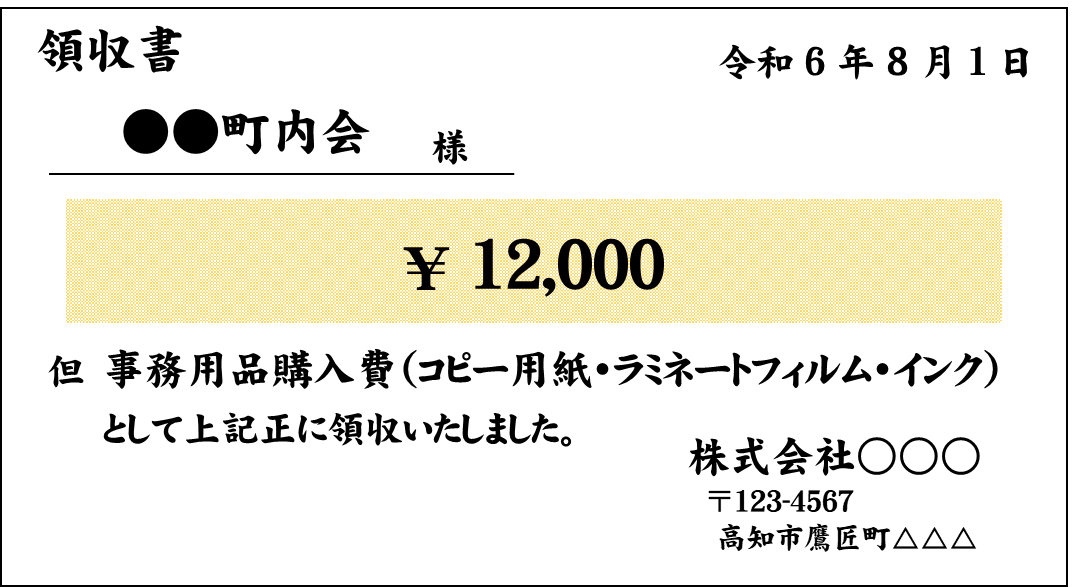 領収書
令和6年8月1日
●●町内会 様
¥ 12,000
但 事務用品購入費(コピー用紙・ラミネートフィルム・インク)
として上記正に領収いたしました。
株式会社○○○
〒123-4567
高知市鷹匠町△△△